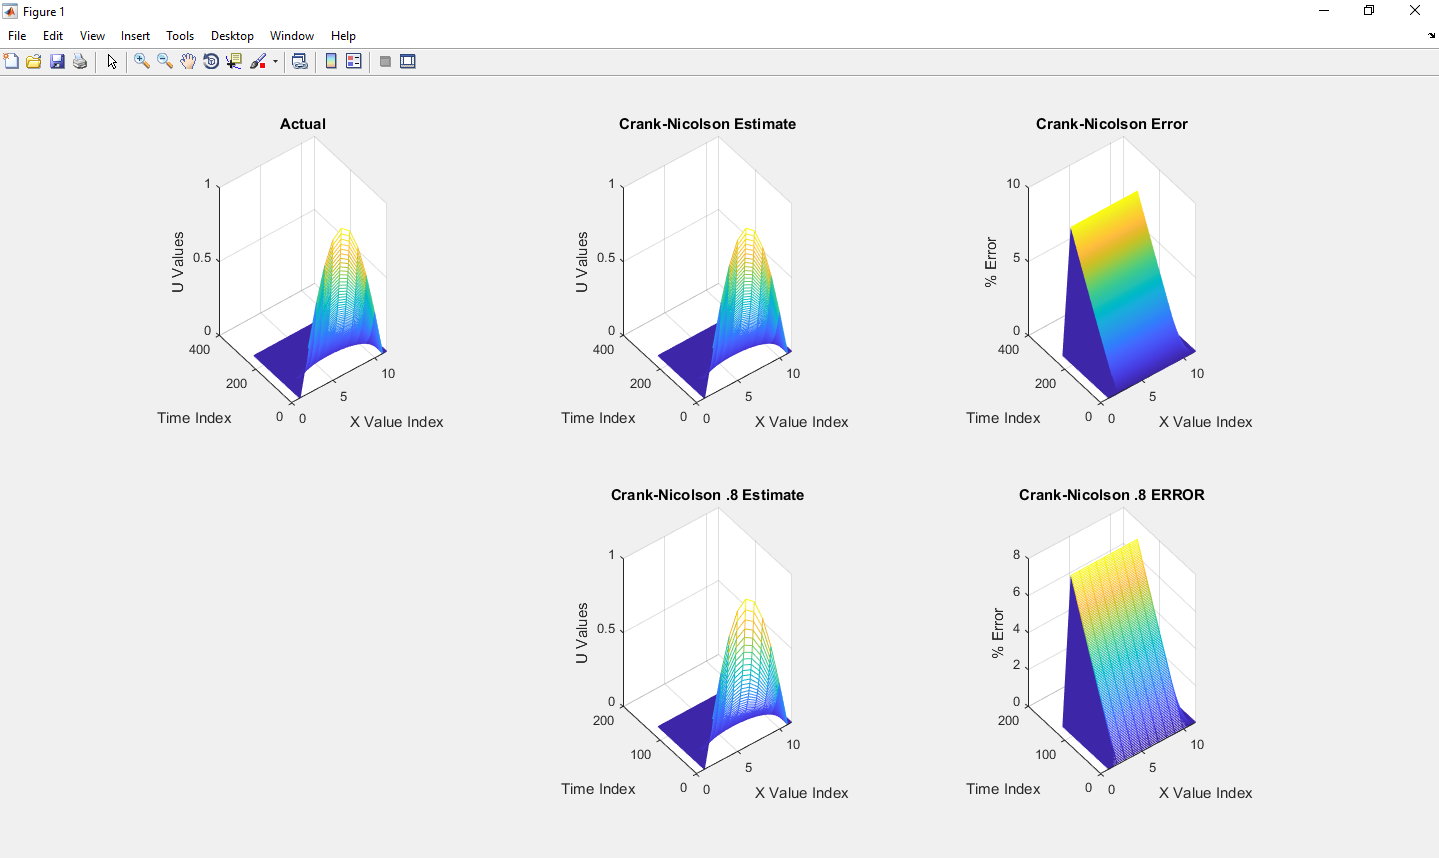 Figure 1
File Edit View Insert Tools Desktop Window Help
Actual
1
0.5
0
U Values
400
200
0
Time Index
0
5
10
X Value Index
Crank-Nicolson Estimate
1
0.5
0
U Values
400
200
0
Time Index
0
5
10
X Value Index
Crank-Nicolson Error
10
5
0
% Error
400
200
0
Time Index
0
5
10
X Value Index
Crank-Nicolson .8 Estimate
1
0.5
0
U Values
200
100
0
Time Index
0
5
10
X Value Index
Crank-Nicolson .8 ERROR
8
6
4
2
0
% Error
200
100
0
Time Index
0
5
10
X Value Index